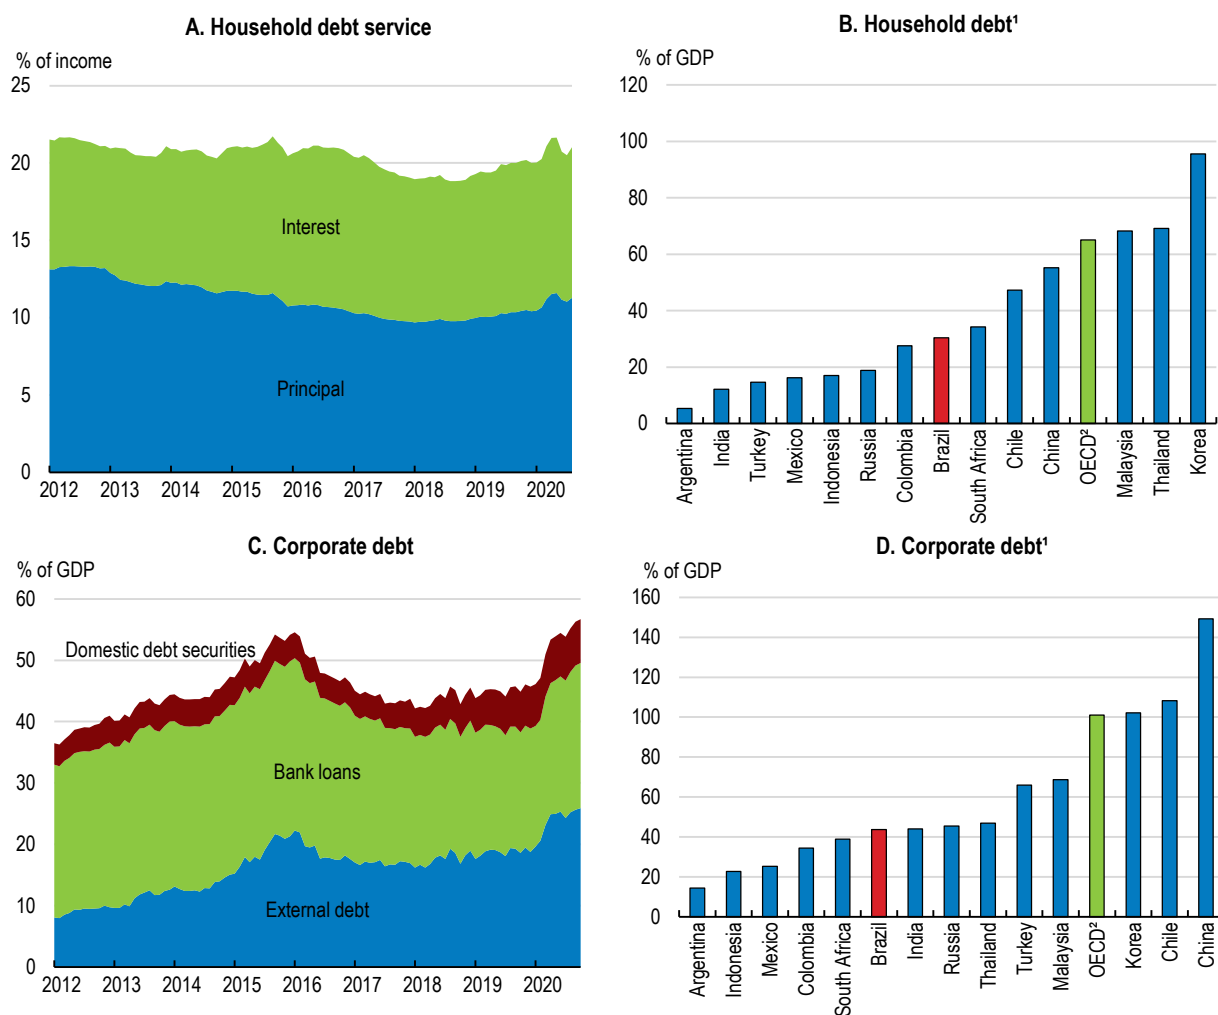 A. Household debt service
% of income
25
20
15
10
5
0
Interest
Principal
2012 2013 2014 2015 2016 2017 2018 2019 2020
B. Household debt¹
% of GDP
120
100
80
60
40
20
0
Argentina
India
Turkey
Mexico
Indonesia
Russia
Colombia
Brazil
South Africa
Chile
China
OECD²
Malaysia
Thailand
Korea
C. Corporate debt
% of GDP
60
50
40
30
20
10
0
Domestic debt securities
Bank loans
External debt
2012 2013 2014 2015 2016 2017 2018 2019 2020
D. Corporate debt¹
% of GDP
160
140
120
100
80
60
40
20
0
Argentina
Indonesia
Mexico
Colombia
South Africa
Brazil
India
Russia
Thailand
Turkey
Malaysia
OECD²
Korea
Chile
China